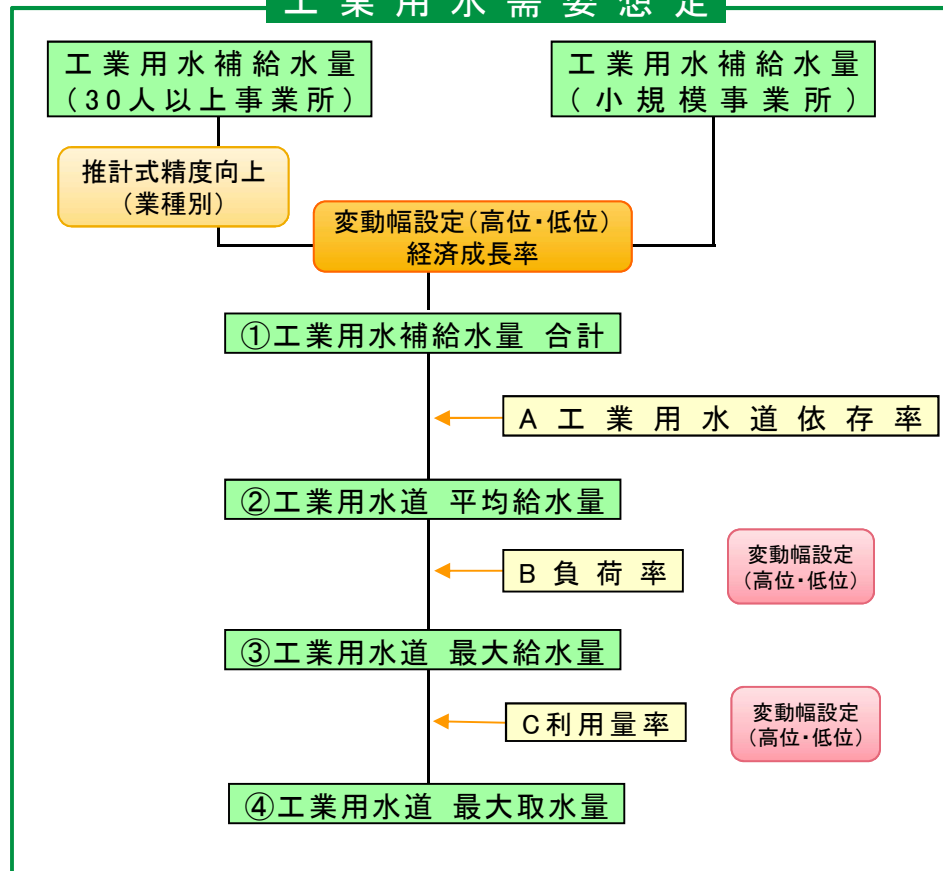 工業用水需要想定
工業用水補給水量
(30人以上事業所)
工業用水補給水量
(小規模事業所)
推計式精度向上
(業種別)
変動幅設定(高位・低位)
経済成長率
①工業用水補給水量 合計
A工業用水道依存率
②工業用水道 平均給水量
B負荷率
変動幅設定
(高位・低位)
③工業用水道 最大給水量
C利用量率
変動幅設定
(高位・低位)
④工業用水道 最大取水量